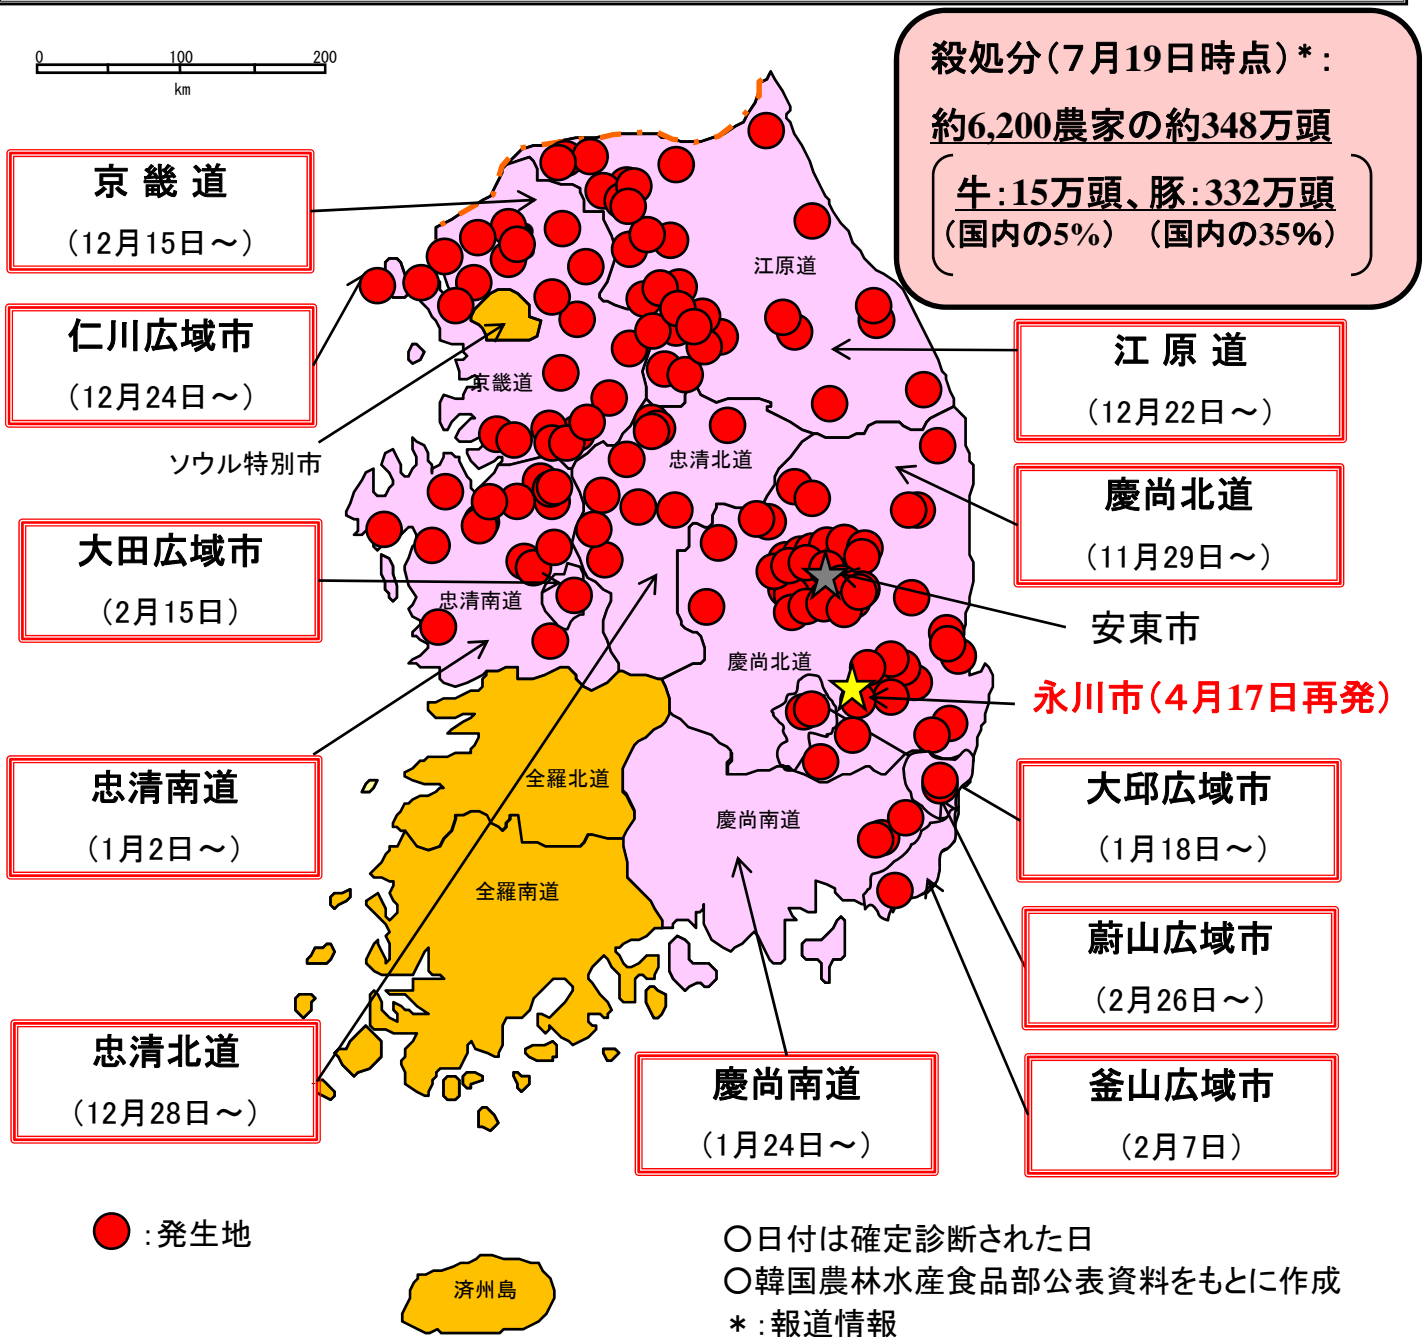 0 100 200
km
殺処分（７月19日時点）*：
約6,200農家の約348万頭
牛：15万頭、豚：332万頭
（国内の5%）（国内の35%）
京 畿 道
（12月15日～）
仁川広域市
（12月24日～）
ソウル特別市
大田広域市
（2月15日）
忠清南道
（1月2日～）
忠清北道
（12月28日～）
江原道
京畿道
忠清北道
忠清南道
慶尚北道
全羅北道
慶尚南道
全羅南道
済州島
江 原 道
（12月22日～）
慶尚北道
（11月29日～）
安東市
永川市（４月17日再発）
大邱広域市
（1月18日～）
蔚山広域市
（2月26日～）
釜山広域市
（2月7日）
慶尚南道
（1月24日～）
：発生地
○日付は確定診断された日
○韓国農林水産食品部公表資料をもとに作成
*：報道情報